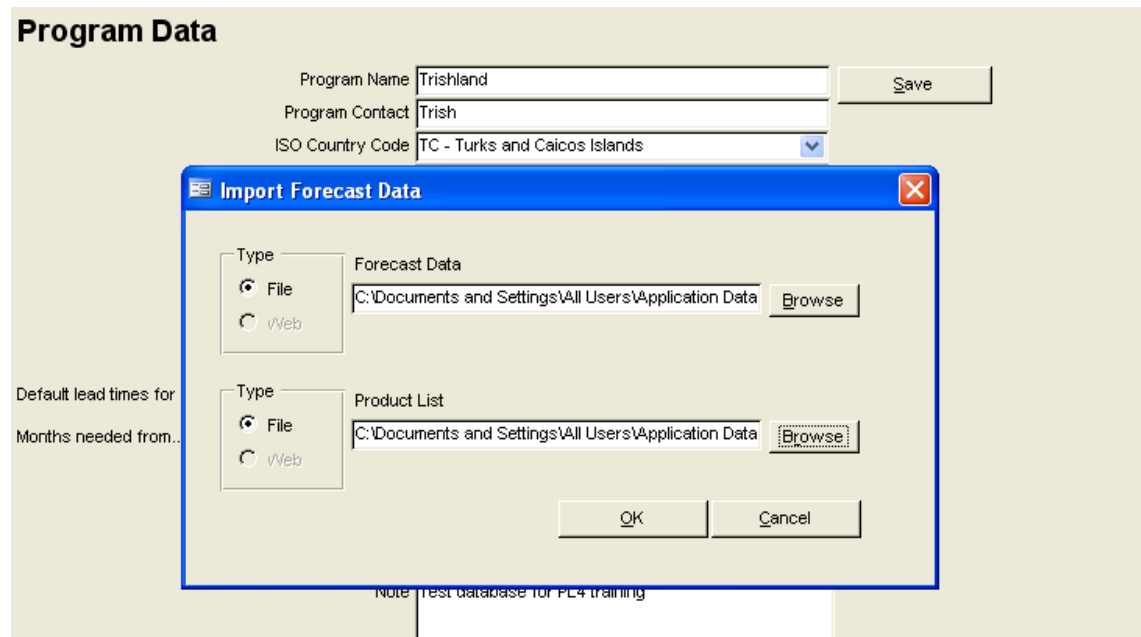 Program Data
Program Name Trishland Save
Program Contact Trish
ISO Country Code TC - Turks and Caicos Islands
Import Forecast Data
Type
File
Web
Forecast Data
C:\Documents and Settings\All Users\Application Data Browse
Default lead times for
Months needed from..
Type
File
Web
Product List
C:\Documents and Settings\All Users\Application Data Browse
OK Cancel
Note Test database for PL4 training